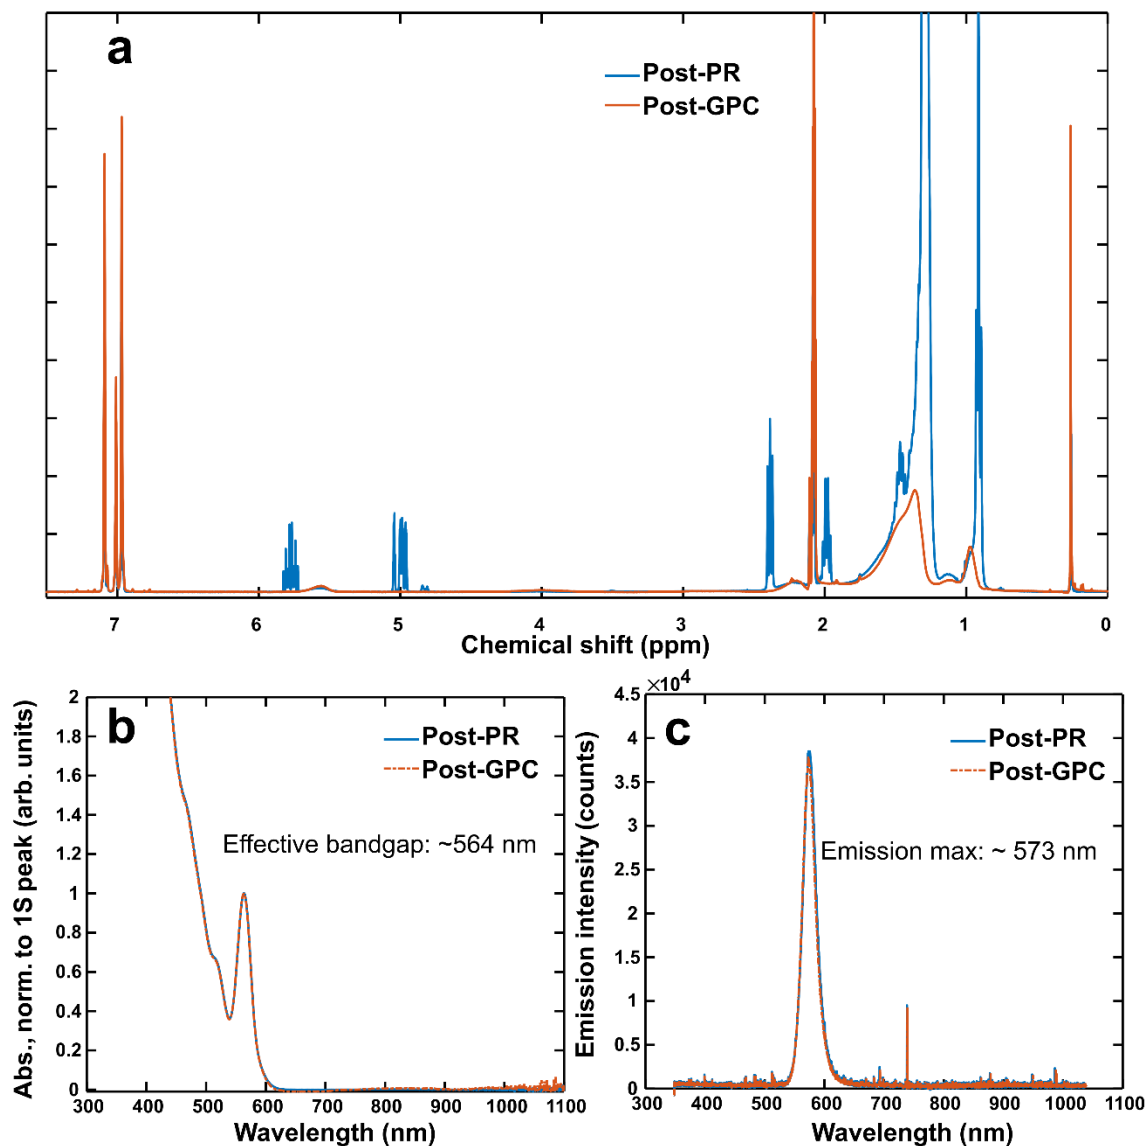 a
Post-PR
Post-GPC
7 6 5 4 3 2 1 0
Chemical shift (ppm)
b
Abs., norm. to 1S peak (arb. units)
2
1.8
1.6
1.4
1.2
1
0.8
0.6
0.4
0.2
0
Post-PR
Post-GPC
Effective bandgap: ~564 nm
300 400 500 600 700 800 900 1000 1100
Wavelength (nm)
c
×10⁴
Emission intensity (counts)
4.5
4
3.5
3
2.5
2
1.5
1
0.5
0
Post-PR
Post-GPC
Emission max: ~ 573 nm
300 400 500 600 700 800 900 1000 1100
Wavelength (nm)